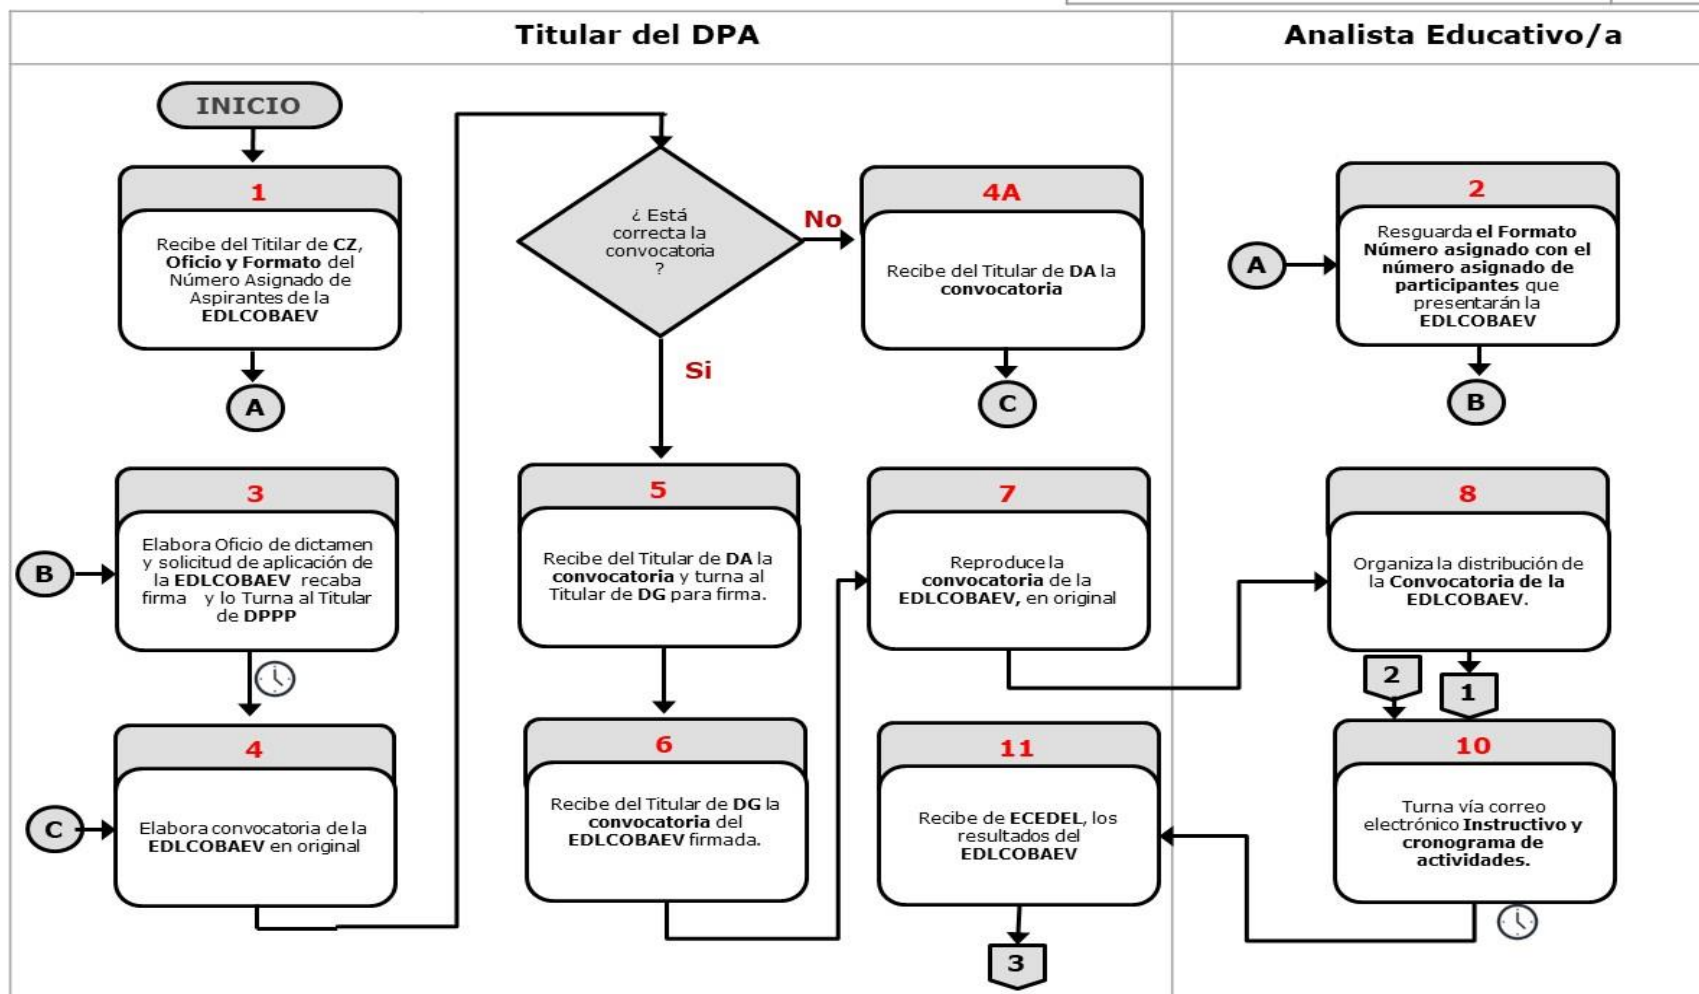 Titular del DPA
Analista Educativo/a
INICIO
1
Recibe del Titilar de CZ,
Oficio y Formato del
Número Asignado de
Aspirantes de la
EDLCOBAEV
A
¿ Está
correcta la
convocatoria
?
No
Si
4A
Recibe del Titular de DA la
convocatoria
C
A
2
Resguarda el Formato
Número asignado con el
número asignado de
participantes que
presentarán la
EDLCOBAEV
B
B
3
Elabora Oficio de dictamen
y solicitud de aplicación de
la EDLCOBAEV recaba
firma y lo Turna al Titular
de DPPP
C
4
Elabora convocatoria de la
EDLCOBAEV en original
5
Recibe del Titular de DA la
convocatoria y turna al
Titular de DG para firma.
6
Recibe del Titular de DG la
convocatoria del
EDLCOBAEV firmada.
7
Reproduce la
convocatoria de la
EDLCOBAEV, en original
8
Organiza la distribución de
la Convocatoria de la
EDLCOBAEV.
2
1
10
Turna vía correo
electrónico Instructivo y
cronograma de
actividades.
11
Recibe de ECEDEL, los
resultados del
EDLCOBAEV
3